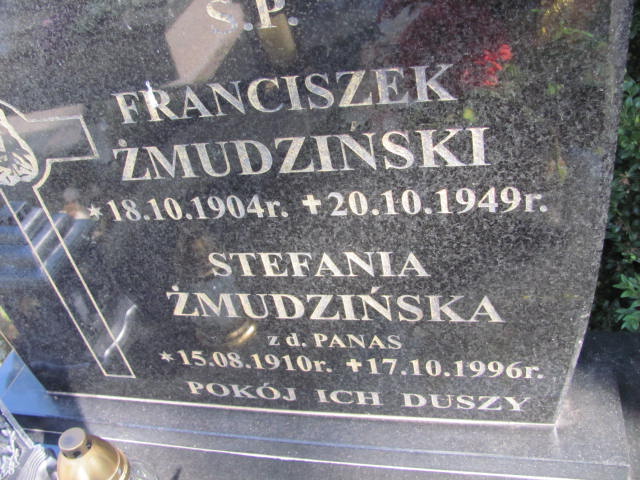 Ś.P.
FRANCISZEK
ŻMUDZIŃSKI
*18.10.1904r. ✝20.10.1949r.
STEFANIA
ŻMUDZIŃSKA
z d. PANAS
*15.08.1910r. ✝17.10.1996r.
POKÓJ ICH DUSZY